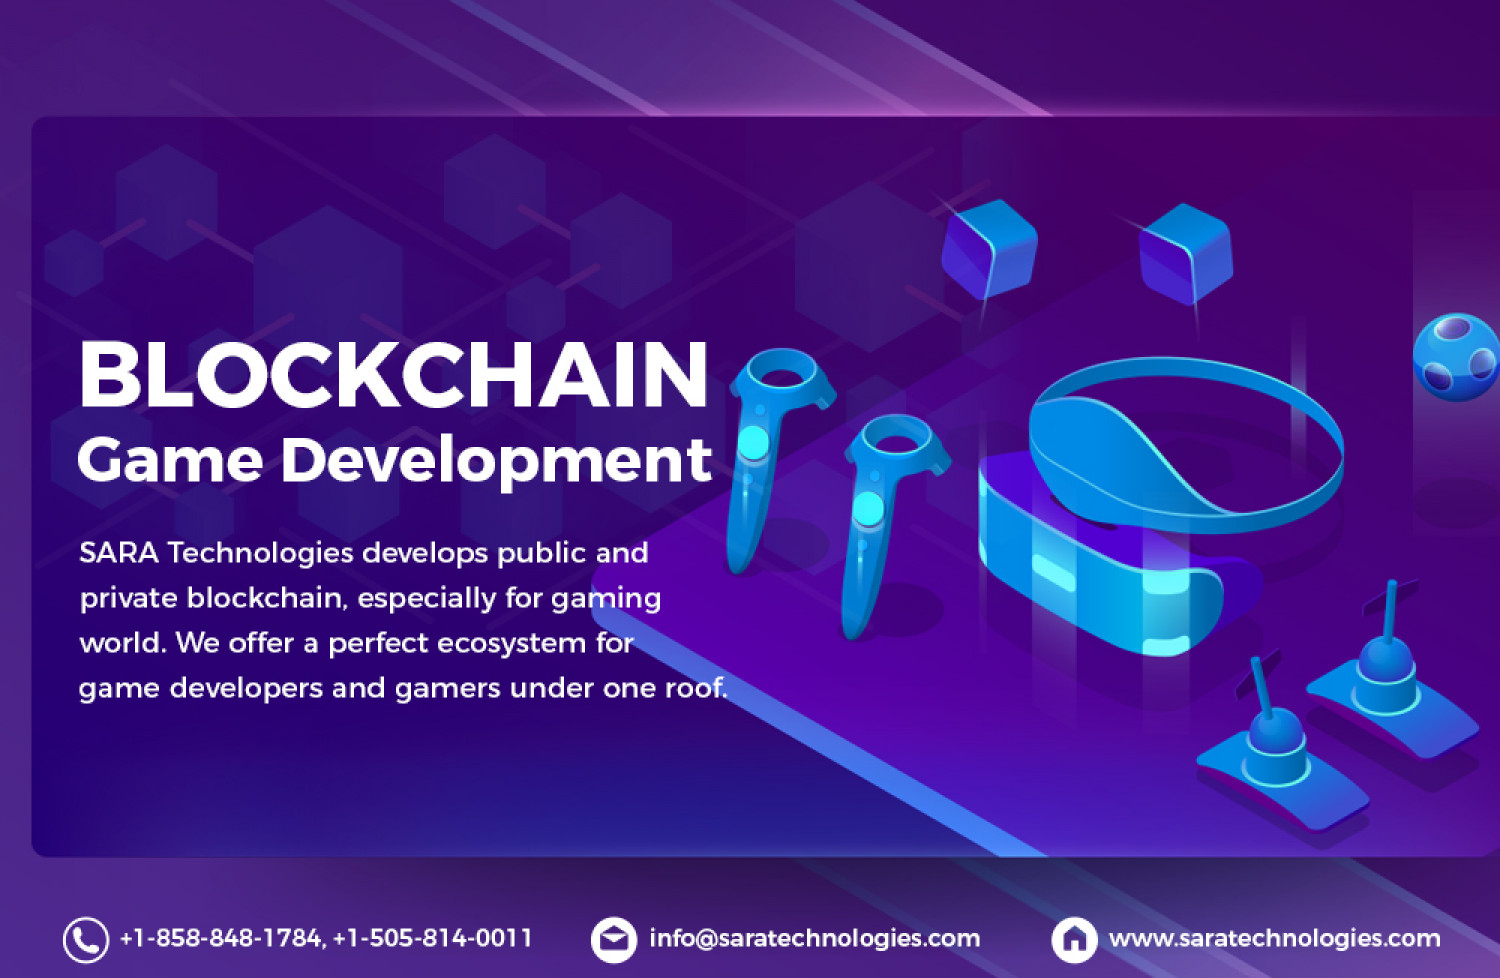 BLOCKCHAIN
Game Development
SARA Technologies develops public and
private blockchain, especially for gaming
world. We offer a perfect ecosystem for
game developers and gamers under one roof.
+1-858-848-1784, +1-505-814-0011
info@saratechnologies.com
www.saratechnologies.com